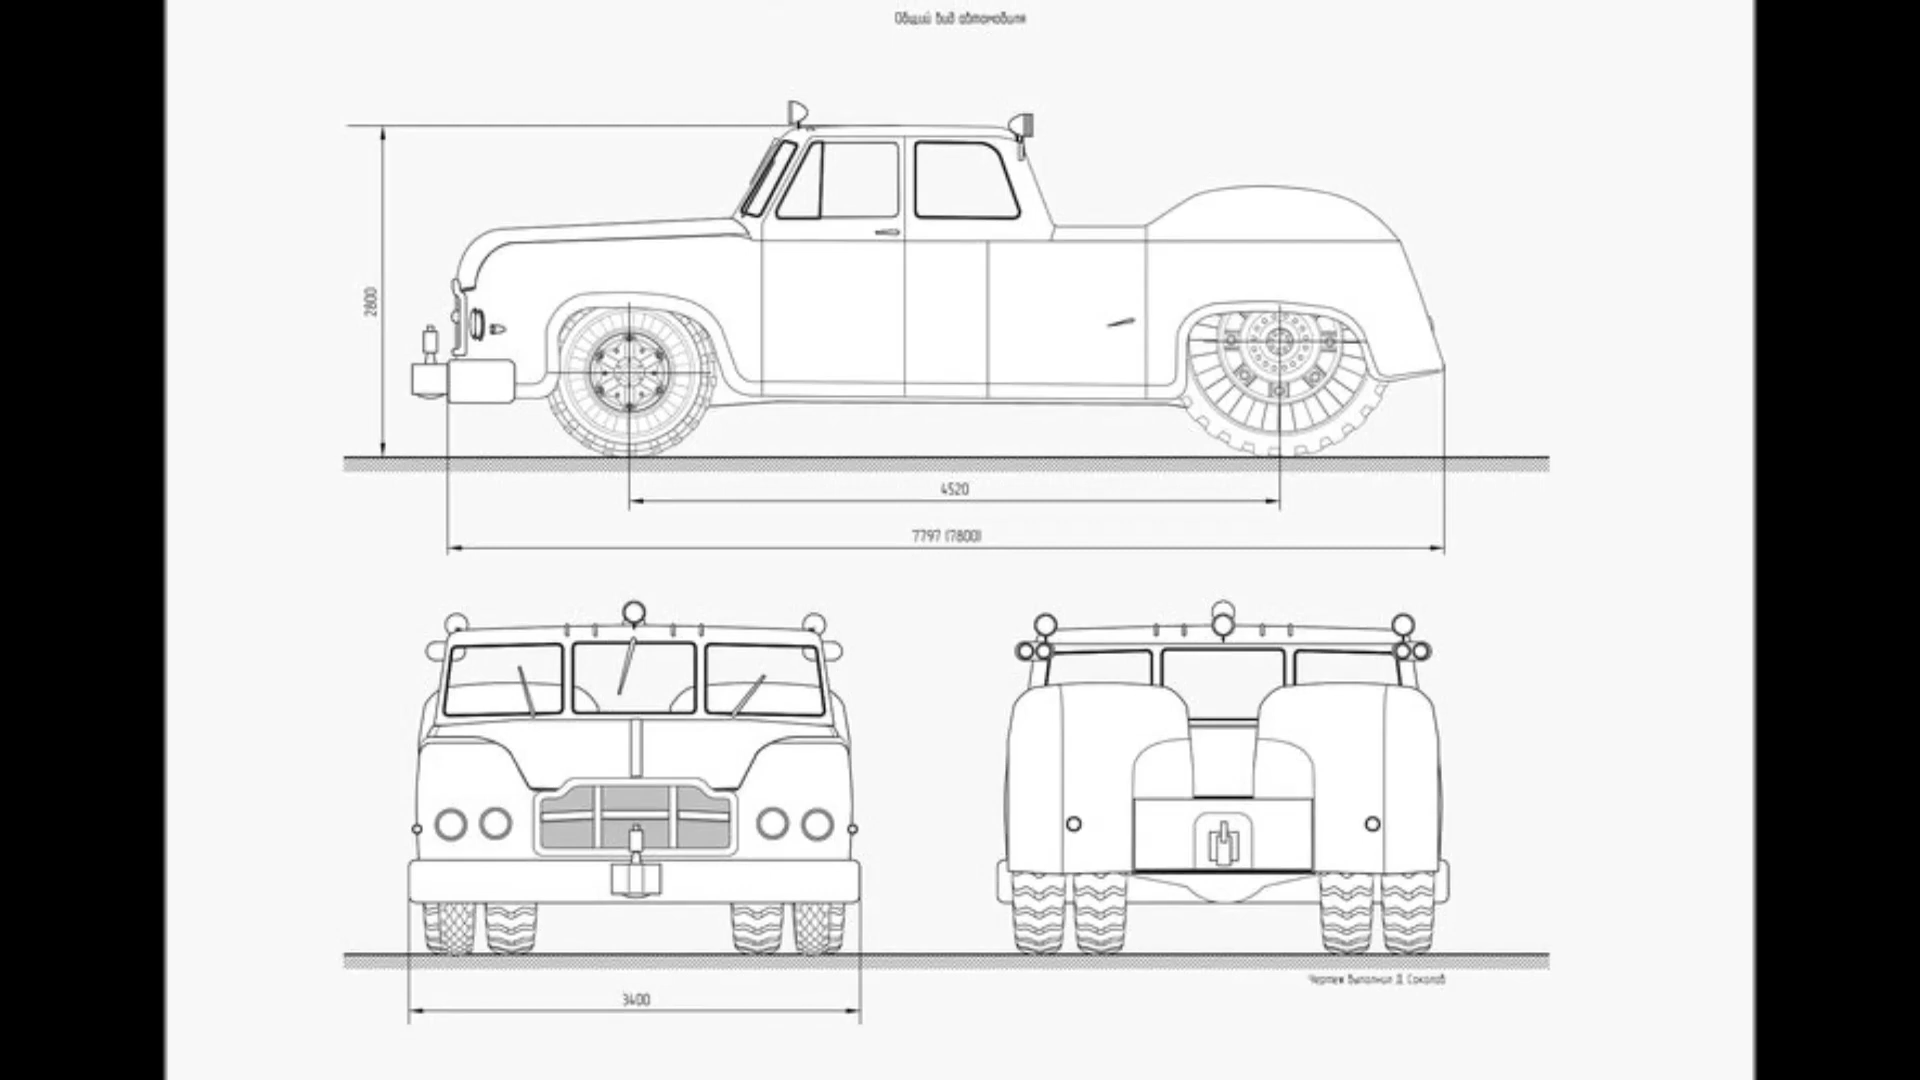 Общий вид автомобиля
2800
4520
7797 (7800)
Чертеж выполнил Д. Соколов
3400